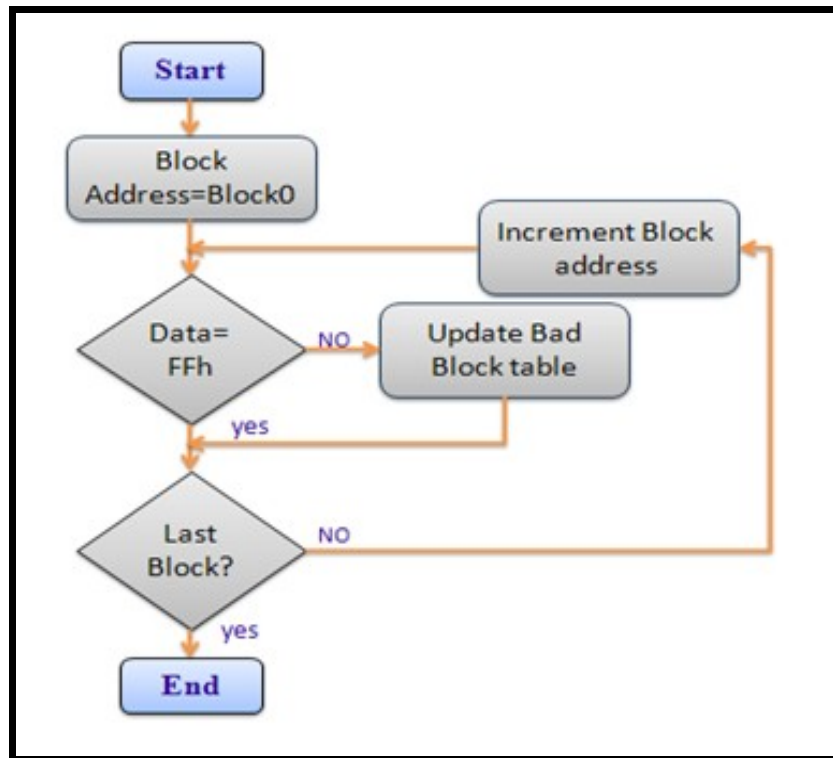 Start
Block
Address=Block0
Increment Block
address
Data=
FFh
NO
Update Bad
Block table
yes
Last
Block?
NO
yes
End